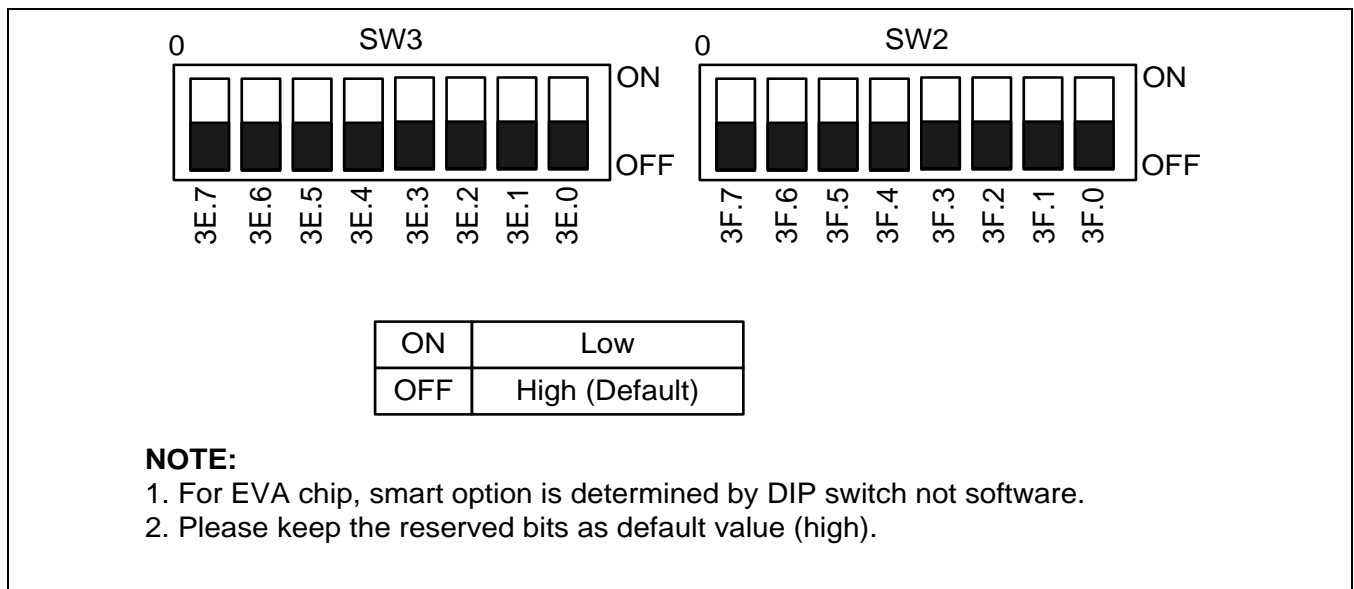 0 SW3 0 SW2
ON ON
OFF OFF
3E.7 3E.6 3E.5 3E.4 3E.3 3E.2 3E.1 3E.0 3F.7 3F.6 3F.5 3F.4 3F.3 3F.2 3F.1 3F.0
ON Low
OFF High (Default)
NOTE:
1. For EVA chip, smart option is determined by DIP switch not software.
2. Please keep the reserved bits as default value (high).